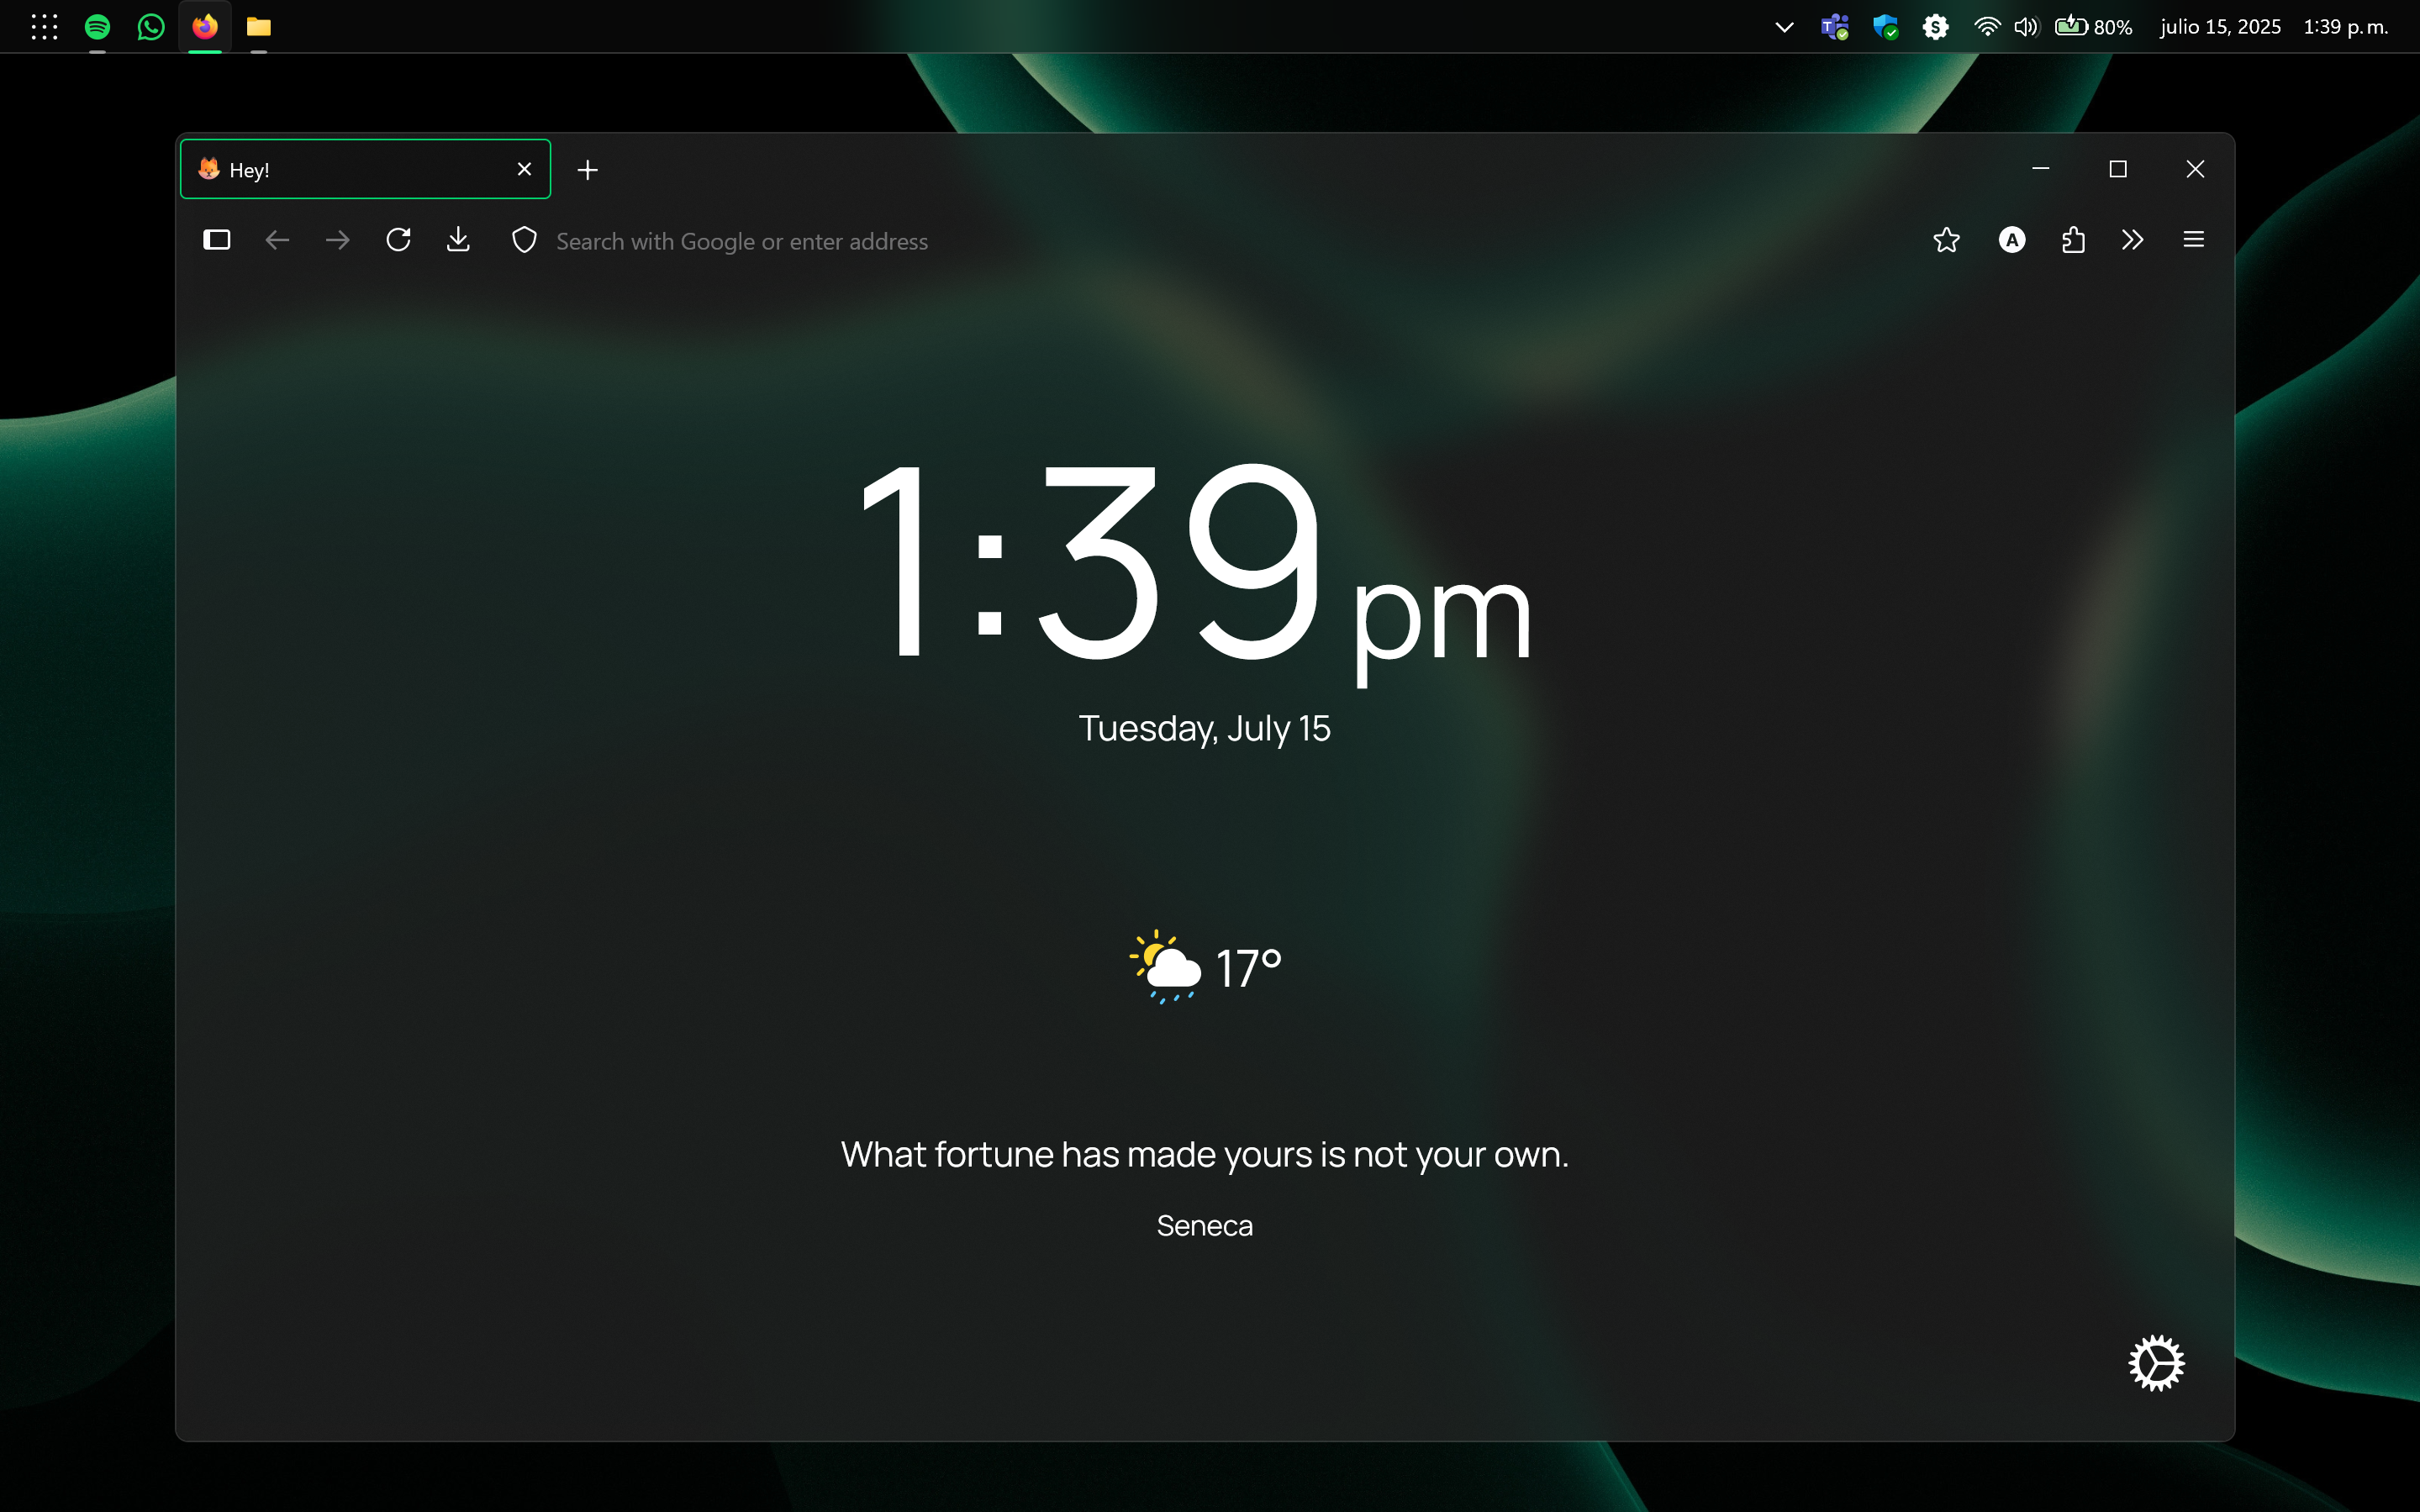 80% julio 15, 2025 1:39 p. m.
Hey!
Search with Google or enter address
A
1:39 pm
Tuesday, July 15
17°
What fortune has made yours is not your own.
Seneca